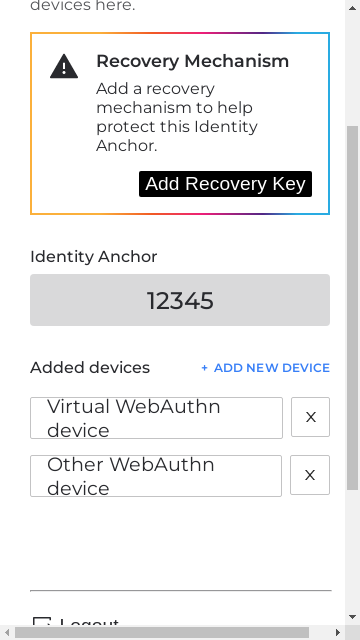 devices here.
Recovery Mechanism
Add a recovery
mechanism to help
protect this Identity
Anchor.
Add Recovery Key
Identity Anchor
12345
Added devices
+ ADD NEW DEVICE
Virtual WebAuthn
device
X
Other WebAuthn
device
X
Logout